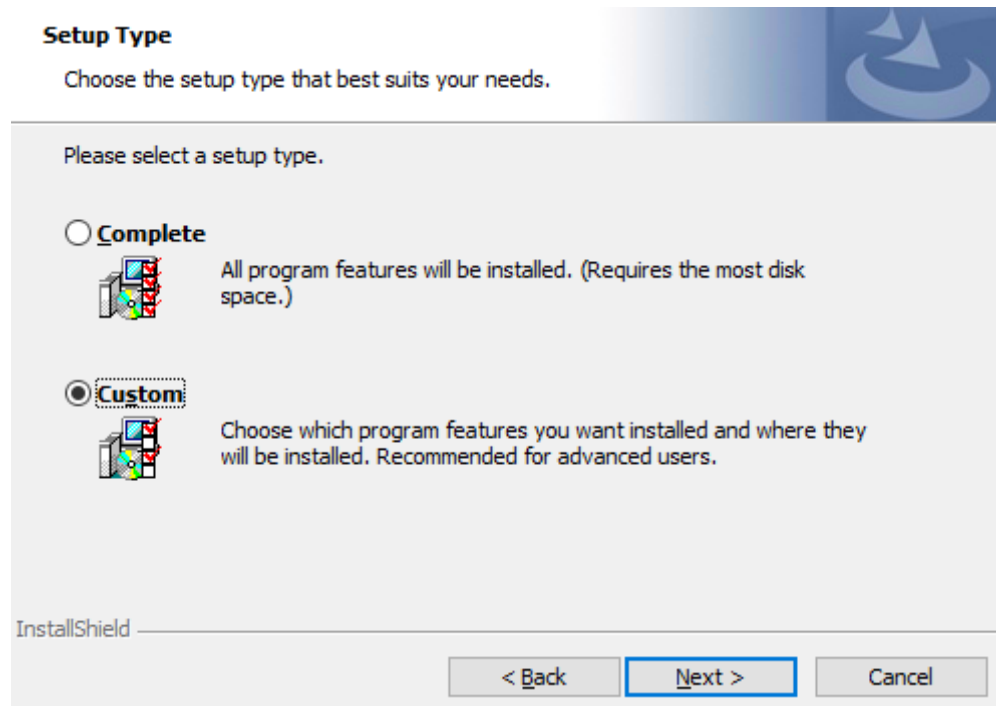 Setup Type
Choose the setup type that best suits your needs.
Please select a setup type.
Complete
All program features will be installed. (Requires the most disk
space.)
Custom
Choose which program features you want installed and where they
will be installed. Recommended for advanced users.
InstallShield
< Back
Next >
Cancel